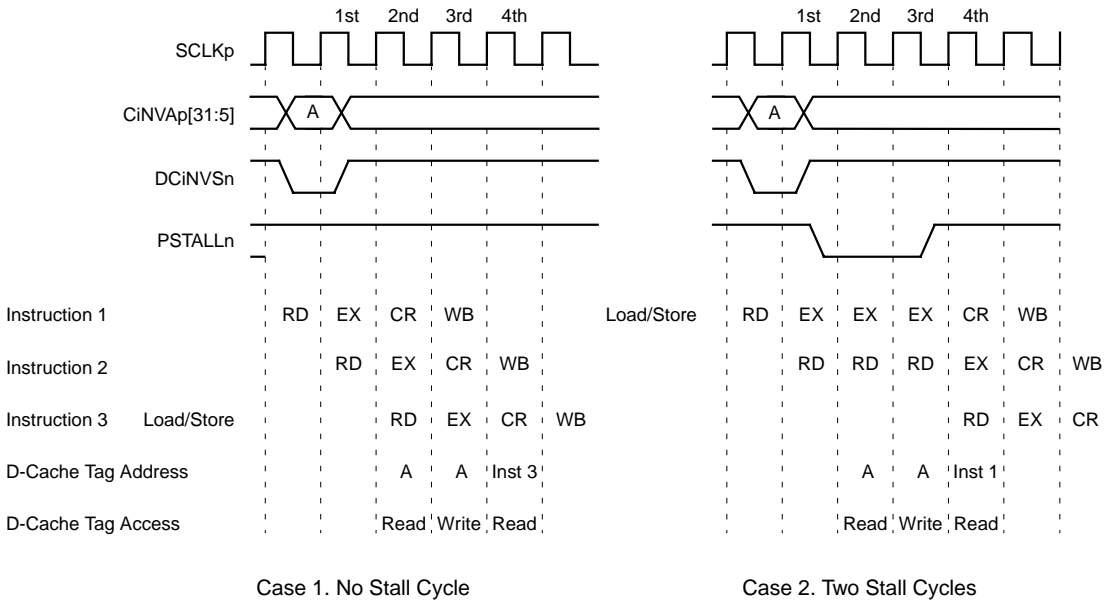 1st 2nd 3rd 4th 1st 2nd 3rd 4th
SCLKp
CiNVAp[31:5] A A
DCiNVSn
PSTALLn
Instruction 1 RD EX CR WB Load/Store RD EX EX EX CR WB
Instruction 2 RD EX CR WB RD RD RD EX CR WB
Instruction 3 Load/Store RD EX CR WB RD EX CR
D-Cache Tag Address A A Inst 3 A A Inst 1
D-Cache Tag Access Read Write Read Read Write Read
Case 1. No Stall Cycle Case 2. Two Stall Cycles